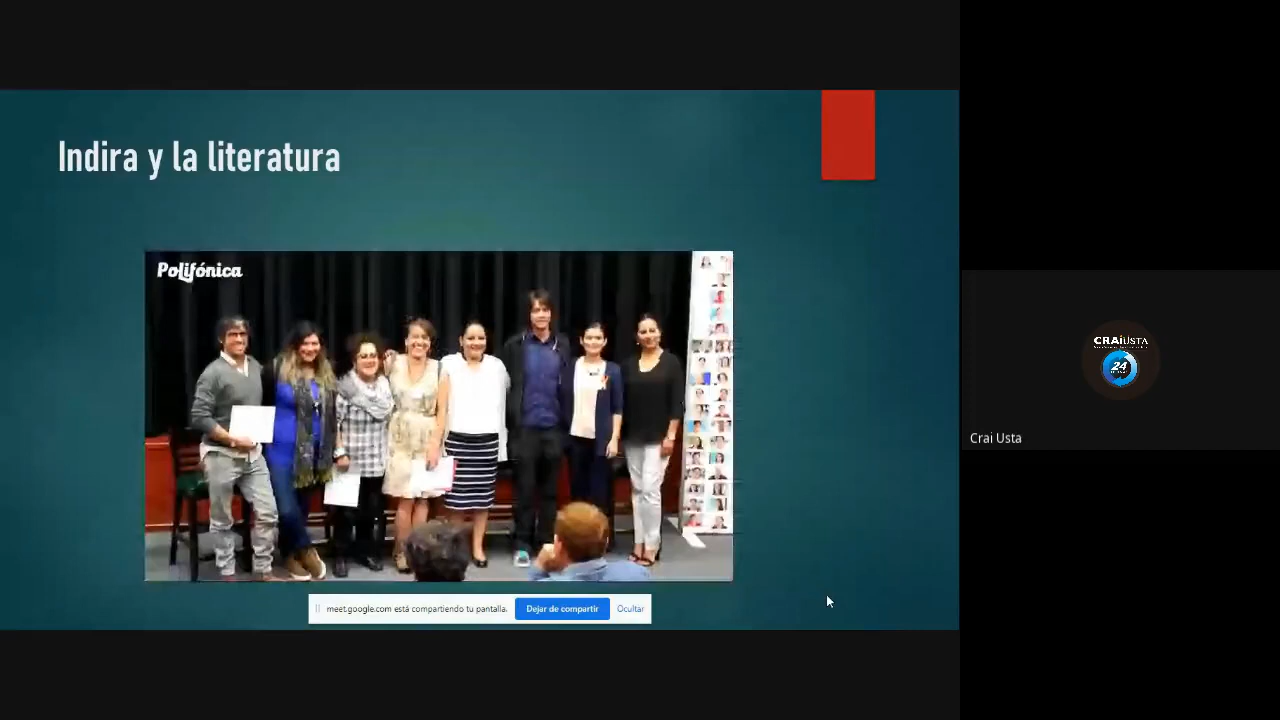 Indira y la literatura
Polifónica
meet.google.com está compartiendo tu pantalla.
Dejar de compartir
Ocultar
CRAIUSTA
24
Crai Usta